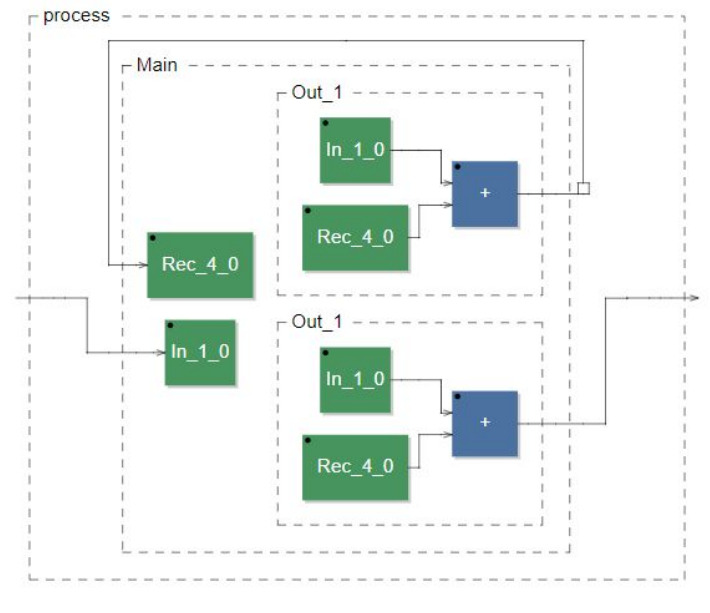 process
Main
Out_1
In_1_0
+
Rec_4_0
Rec_4_0
In_1_0
Out_1
In_1_0
+
Rec_4_0